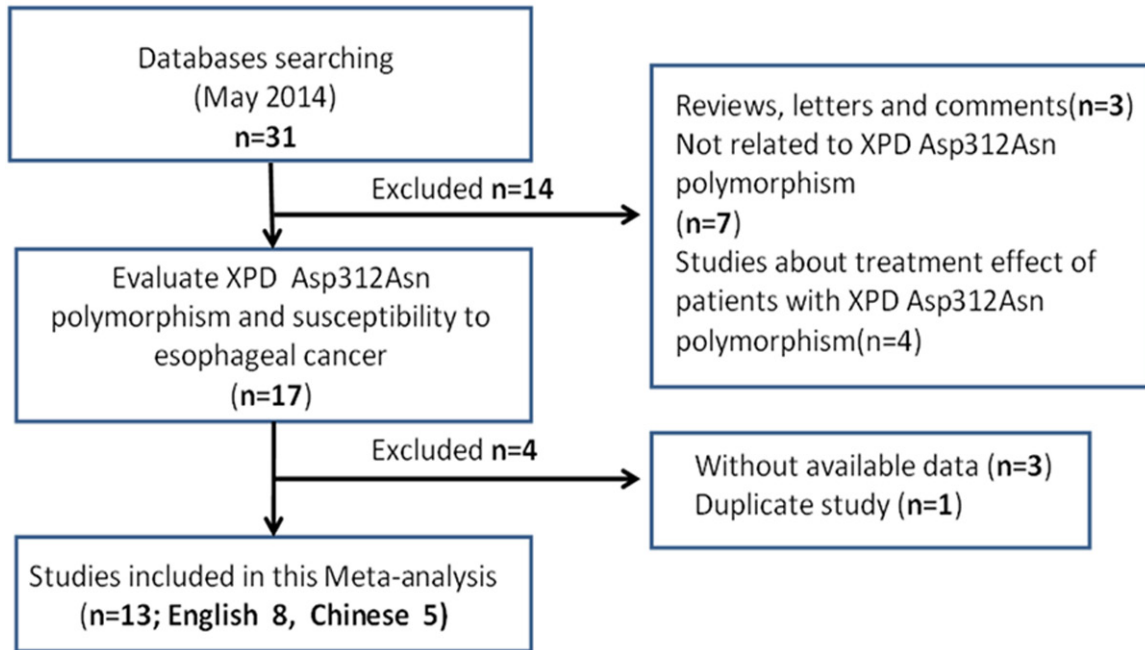 Databases searching
(May 2014)
n=31
Excluded n=14
Reviews, letters and comments(n=3)
Not related to XPD Asp312Asn
polymorphism
(n=7)
Studies about treatment effect of
patients with XPD Asp312Asn
polymorphism(n=4)
Evaluate XPD Asp312Asn
polymorphism and susceptibility to
esophageal cancer
(n=17)
Excluded n=4
Without available data (n=3)
Duplicate study (n=1)
Studies included in this Meta-analysis
(n=13; English 8, Chinese 5)